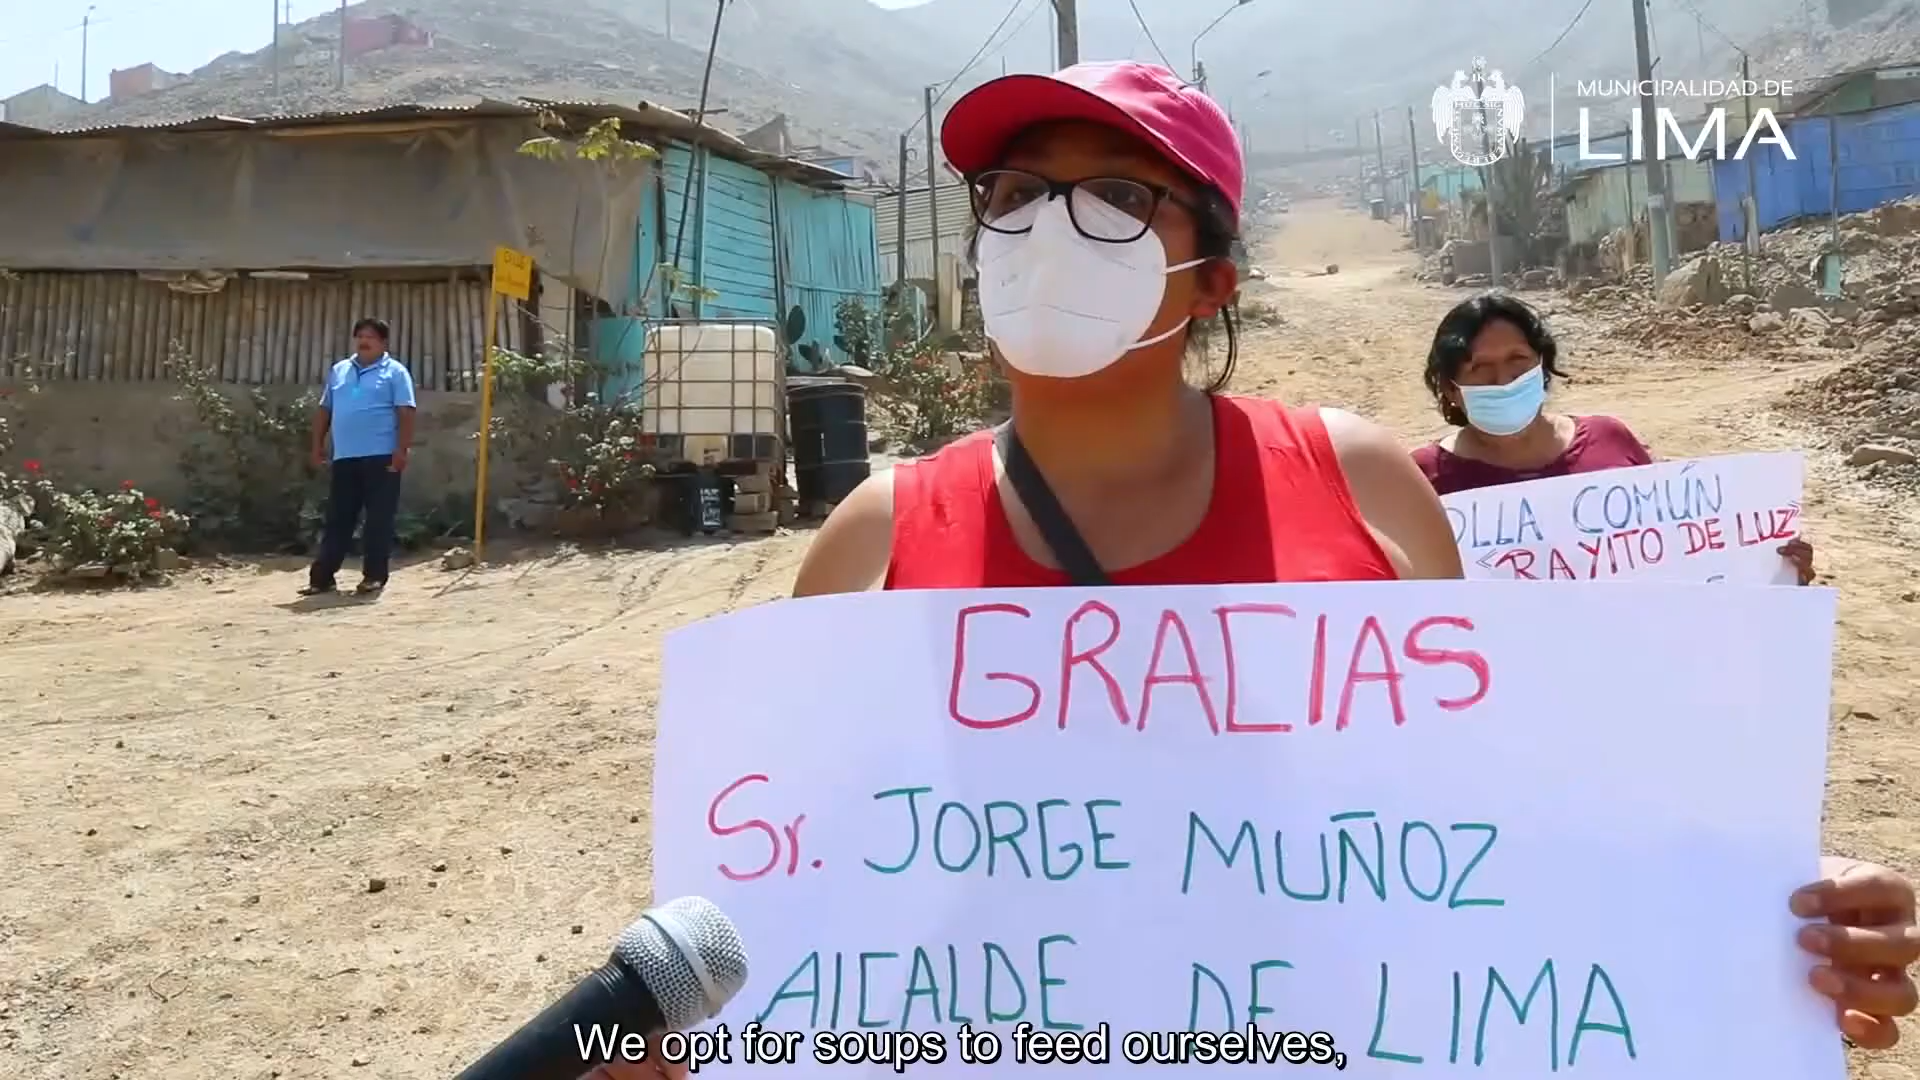 MUNICIPALIDAD DE
LIMA
OLLA COMÚN
«RAYITO DE LUZ»
GRACIAS
Sr. JORGE MUÑOZ
AlCALDE DE LIMA
We opt for soups to feed ourselves,